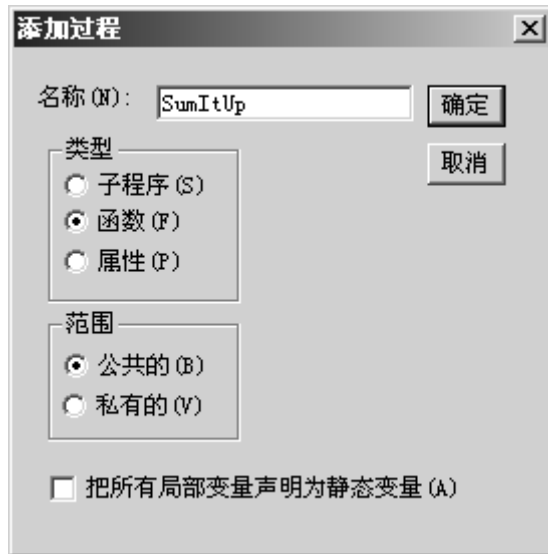 添加过程
名称(N): SumItUp 确定
取消
类型
子程序(S)
函数(F)
属性(P)
范围
公共的(B)
私有的(V)
把所有局部变量声明为静态变量(A)